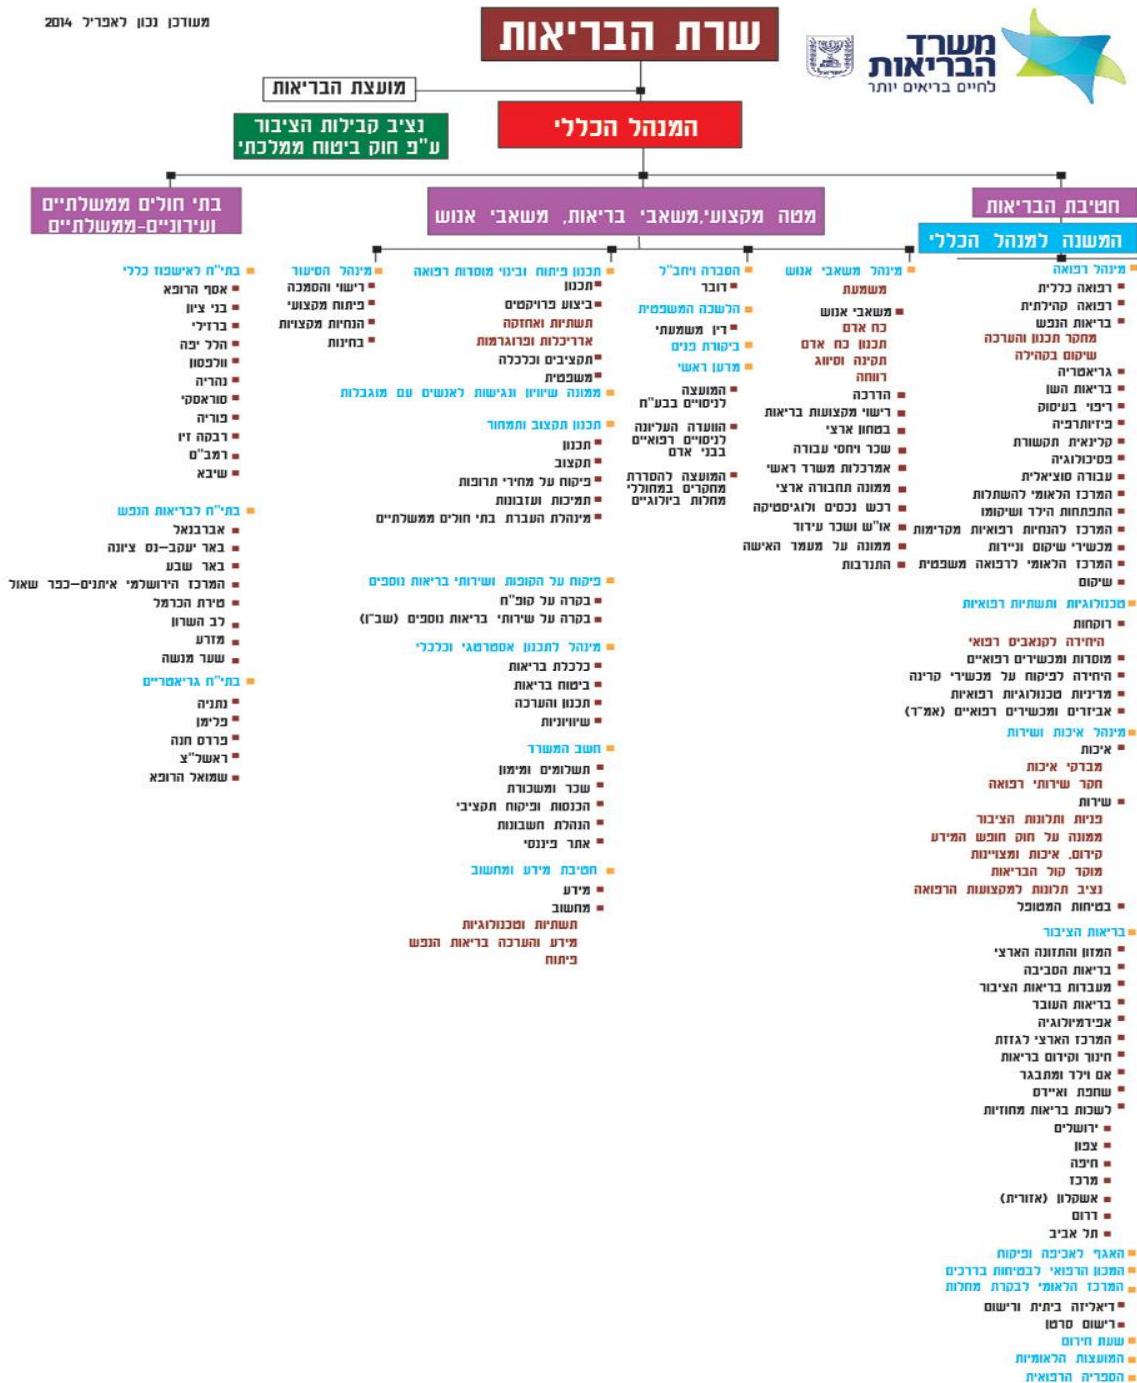 מעודכן נכון לאפריל 2014
שרת הבריאות
משרד
הבריאות
לחיים בריאים יותר
מועצת הבריאות
המנהל הכללי
נציב קבילות הציבור
ע"פ חוק ביטוח ממלכתי
חטיבת הבריאות
המשנה למנהל הכללי
מינהל רפואה
רפואה כללית
רפואה קהילתית
בריאות הנפש
מחקר תכנון והערכה
שיקום בקהילה
גריאטריה
בריאות השן
ריפוי בעיסוק
פיזיותרפיה
קלינאית תקשורת
פסיכולוגיה
עבודה סוציאלית
המרכז הלאומי להשתלות
התפתחות הילד ושיקומו
המרכז להנחיות רפואיות מקדימות
מכשירי שיקום וניידות
המרכז הלאומי לרפואה משפטית
שיקום
טכנולוגיות ותשתיות רפואיות
רוקחות
היחידה לקנאביס רפואי
מוסדות ומכשירים רפואיים
היחידה לפיקוח על מכשירי קרינה
מדיניות טכנולוגיות רפואיות
אביזרים ומכשירים רפואיים (אמ"ר)
מינהל איכות ושירות
איכות
מבדקי איכות
חקר שירותי רפואה
שירות
פניות ותלונות הציבור
ממונה על חוק חופש המידע
קידום, איכות ומצויינות
מוקד קול הבריאות
נציב תלונות למקצועות הרפואה
בטיחות המטופל
בריאות הציבור
המזון והתזונה הארצי
בריאות הסביבה
מעבדות בריאות הציבור
בריאות העובד
אפידמיולוגיה
המרכז הארצי לגזזת
חינוך וקידום בריאות
אם וילד ומתבגר
שחפת ואיידס
לשכות בריאות מחוזיות
ירושלים
צפון
חיפה
מרכז
אשקלון (אזורית)
דרום
תל אביב
האגף לאכיפה ופיקוח
המכון הרפואי לבטיחות בדרכים
המרכז הלאומי לבקרת מחלות
דיאליזה ביתית ורישום
רישום סרטן
שעת חירום
המועצות הלאומיות
הספריה הרפואית
מטה מקצועי,משאבי בריאות, משאבי אנוש
מינהל משאבי אנוש
משמעת
משאבי אנוש
כח אדם
תכנון כח אדם
תקינה וסיווג
רווחה
הדרכה
רישוי מקצועות בריאות
בטחון ארצי
שכר ויחסי עבודה
אמרכלות משרד ראשי
ממונה תחבורה ארצי
רכש נכסים ולוגיסטיקה
או"ש ושכר עידוד
ממונה על מעמד האישה
התנדבות
הסברה ויחב"ל
דובר
הלשכה המשפטית
דין משמעתי
ביקורת פנים
מדען ראשי
המועצה
לניסויים בבע"ח
הוועדה העליונה
לניסויים רפואיים
בבני אדם
המועצה להסדרת
מחקרים במחוללי
מחלות ביולוגיים
תכנון פיתוח ובינוי מוסדות רפואה
תכנון
ביצוע פרויקטים
תשתיות ואחזקה
אדריכלות ופרוגרמות
תקציבים וכלכלה
משפטית
ממונה שיוויון ונגישות לאנשים עם מוגבלות
תכנון תקצוב ותמחור
תכנון
תקצוב
פיקוח על מחירי תרופות
תמיכות ועזבונות
מינהלת העברת בתי חולים ממשלתיים
פיקוח על הקופות ושירותי בריאות נוספים
בקרה על קופ"ח
בקרה על שירותי בריאות נוספים (שב"ן)
מינהל לתכנון אסטרטגי וכלכלי
כלכלת בריאות
ביטוח בריאות
תכנון והערכה
שיוויוניות
חשב המשרד
תשלומים ומימון
שכר ומשכורת
הכנסות ופיקוח תקציבי
הנהלת חשבונות
אתר פיננסי
חטיבת מידע ומחשוב
מידע
מחשוב
תשתיות וטכנולוגיות
מידע והערכה בריאות הנפש
פיתוח
מינהל הסיעוד
רישוי והסמכה
פיתוח מקצועי
הנחיות מקצויות
בחינות
בתי חולים ממשלתיים
ועירוניים-ממשלתיים
בתי"ח לאישפוז כללי
אסף הרופא
בני ציון
ברזילי
הלל יפה
וולפסון
נהריה
סוראסקי
פוריה
רבקה זיו
רמב"ם
שיבא
בתי"ח לבריאות הנפש
אברבנאל
באר יעקב-נס ציונה
באר שבע
המרכז הירושלמי איתנים-כפר שאול
טירת הכרמל
לב השרון
מזרע
שער מנשה
בתי"ח גריאטריים
נתניה
פלימן
פרדס חנה
ראשל"צ
שמואל הרופא